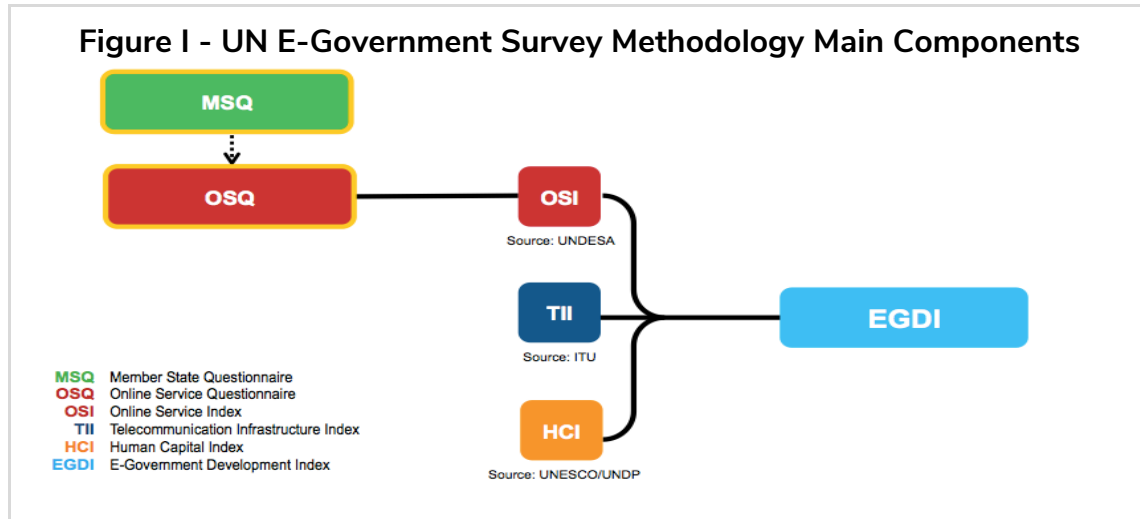 Figure I - UN E-Government Survey Methodology Main Components
MSQ
OSQ
OSI
Source: UNDESA
TII
Source: ITU
EGDI
HCI
Source: UNESCO/UNDP
MSQ Member State Questionnaire
OSQ Online Service Questionnaire
OSI Online Service Index
TII Telecommunication Infrastructure Index
HCI Human Capital Index
EGDI E-Government Development Index